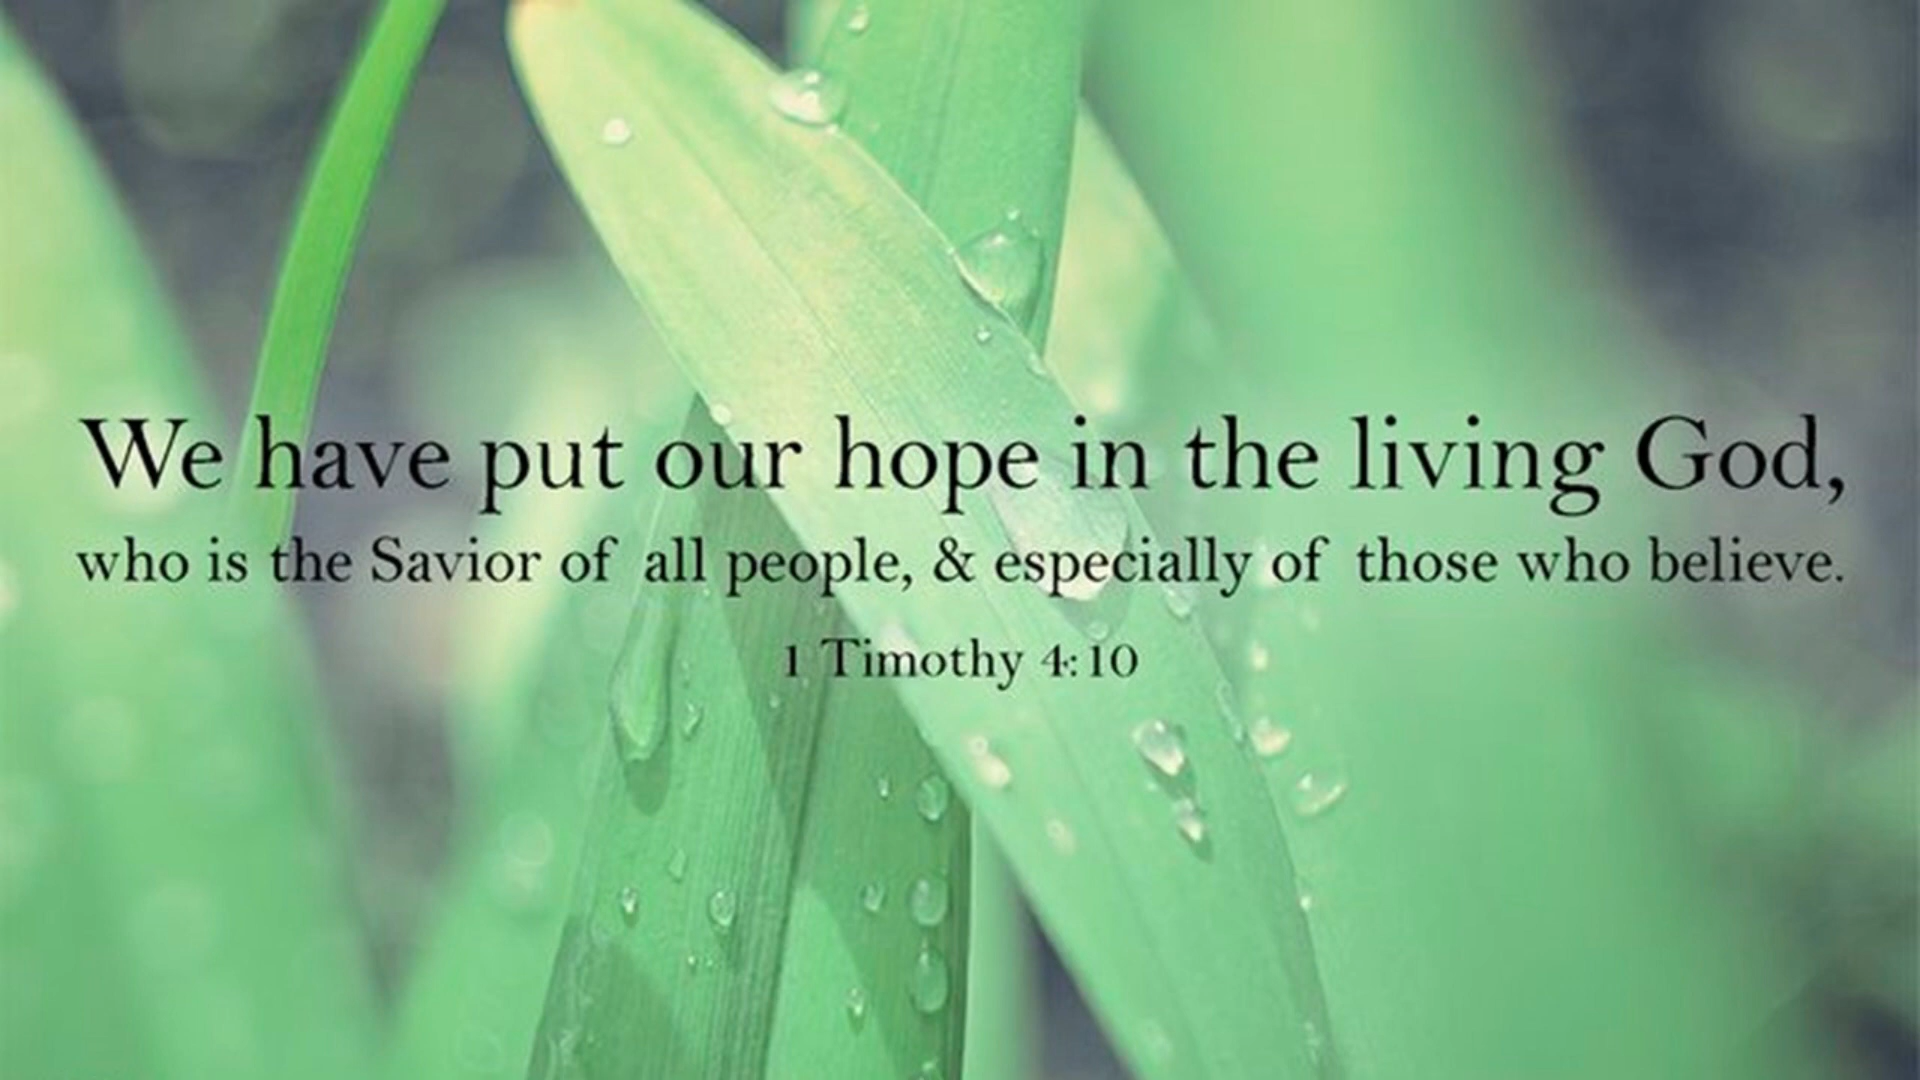 We have put our hope in the living God,
who is the Savior of all people, & especially of those who believe.
1 Timothy 4:10